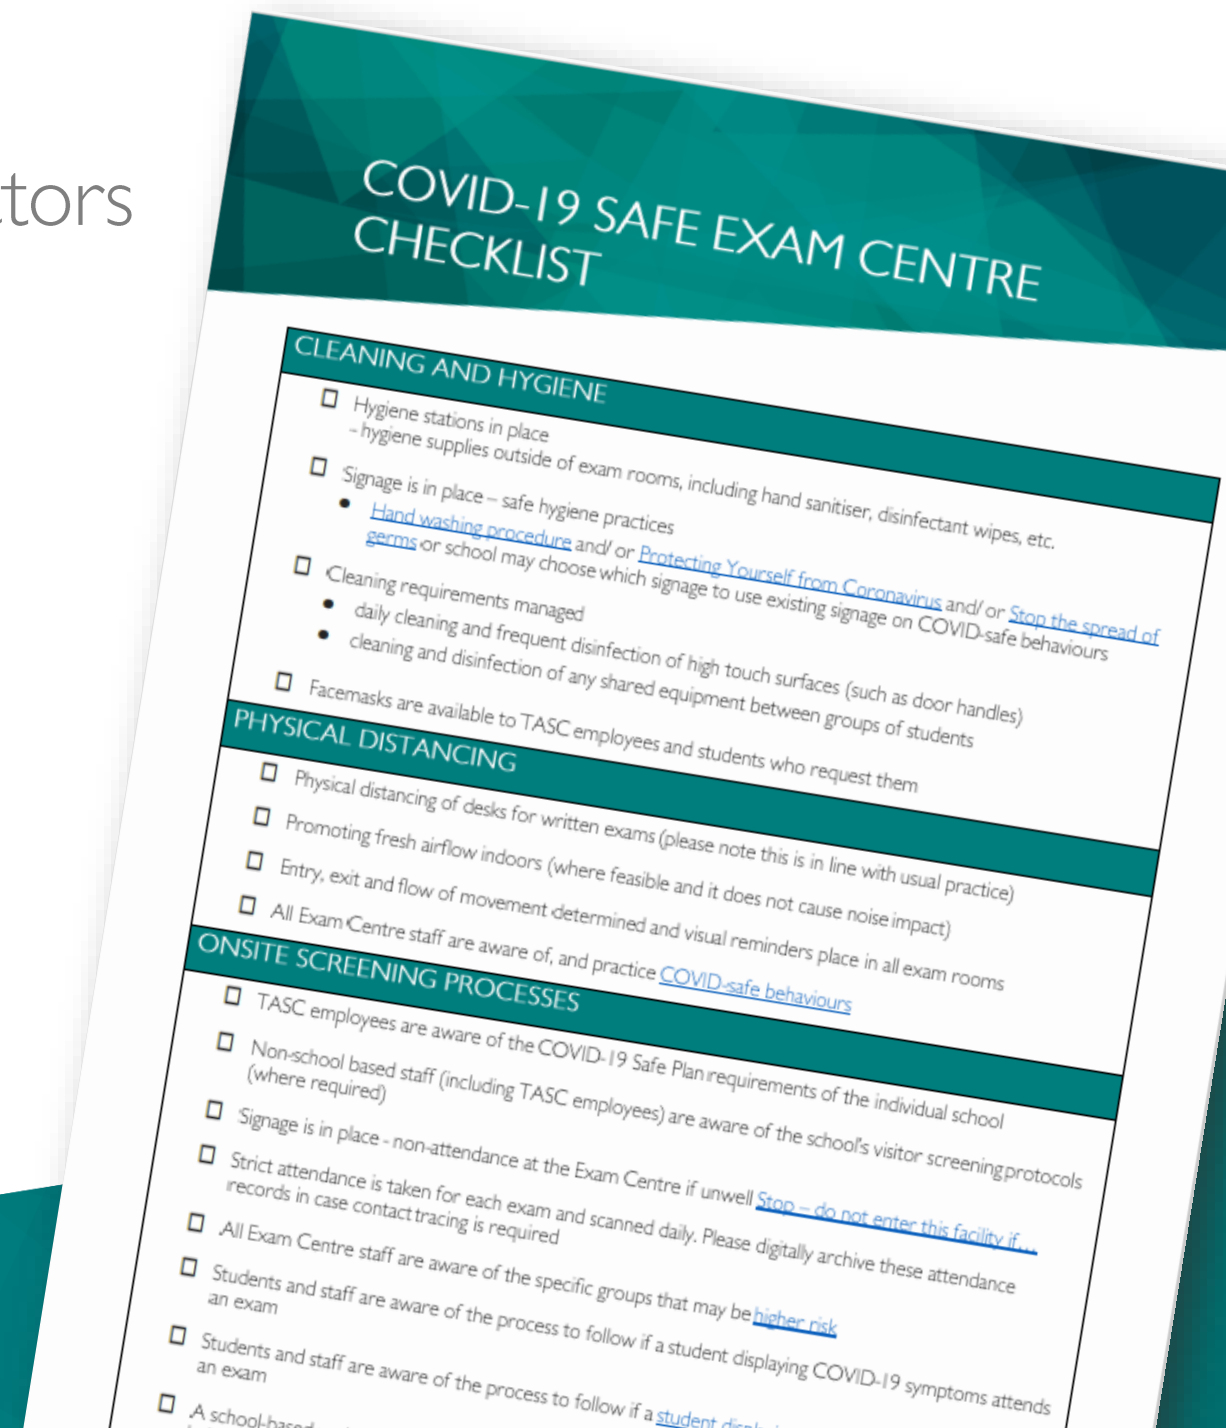 tors
COVID-19 SAFE EXAM CENTRE
CHECKLIST
CLEANING AND HYGIENE
Hygiene stations in place
- hygiene supplies outside of exam rooms, including hand sanitiser, disinfectant wipes, etc.
Signage is in place – safe hygiene practices
• Hand washing procedure and/ or Protecting Yourself from Coronavirus and/ or Stop the spread of
germs or school may choose which signage to use existing signage on COVID-safe behaviours
Cleaning requirements managed
• daily cleaning and frequent disinfection of high touch surfaces (such as door handles)
• cleaning and disinfection of any shared equipment between groups of students
Facemasks are available to TASC employees and students who request them
PHYSICAL DISTANCING
Physical distancing of desks for written exams (please note this is in line with usual practice)
Promoting fresh airflow indoors (where feasible and it does not cause noise impact)
Entry, exit and flow of movement determined and visual reminders place in all exam rooms
All Exam Centre staff are aware of, and practice COVID-safe behaviours
ONSITE SCREENING PROCESSES
TASC employees are aware of the COVID-19 Safe Plan requirements of the individual school
Non-school based staff (including TASC employees) are aware of the school's visitor screening protocols
(where required)
Signage is in place - non-attendance at the Exam Centre if unwell Stop – do not enter this facility if…
Strict attendance is taken for each exam and scanned daily. Please digitally archive these attendance
records in case contact tracing is required
All Exam Centre staff are aware of the specific groups that may be higher risk
Students and staff are aware of the process to follow if a student displaying COVID-19 symptoms attends
an exam
Students and staff are aware of the process to follow if a student
an exam
A school-based